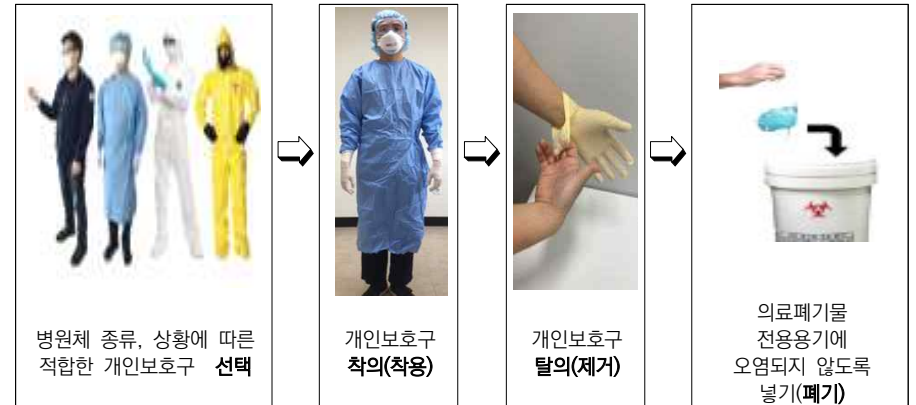 병원체 종류, 상황에 따른
적합한 개인보호구 선택
개인보호구
착의(착용)
개인보호구
탈의(제거)
의료폐기물
전용용기에
오염되지 않도록
넣기(폐기)